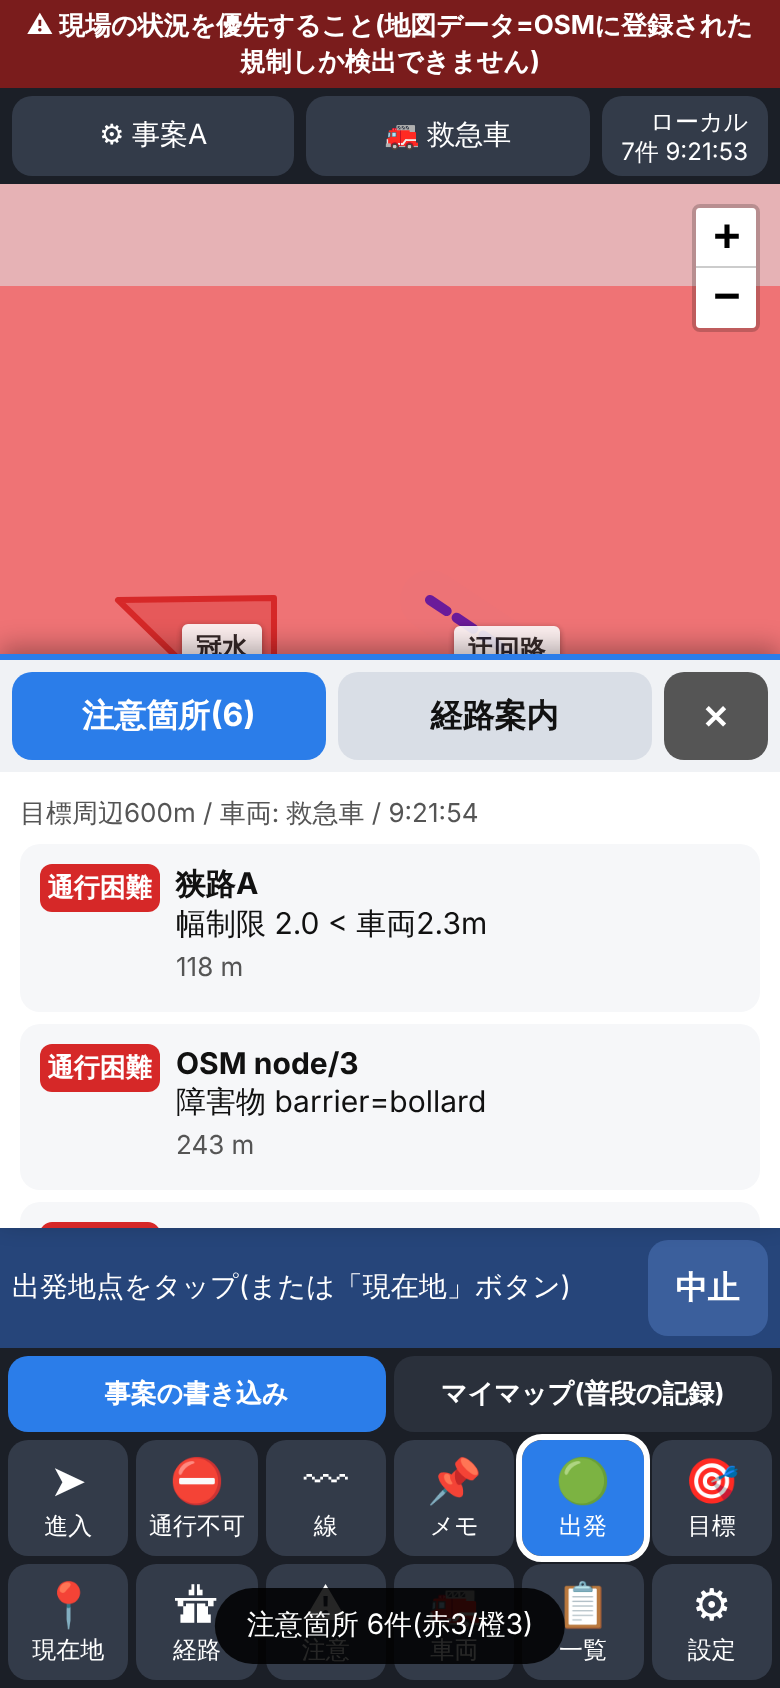 ⚠ 現場の状況を優先すること(地図データ=OSMに登録された
規制しか検出できません)
⚙ 事案A
🚒 救急車
ローカル
7件 9:21:53
+
−
冠水
迂回路
注意箇所(6)
経路案内
×
目標周辺600m / 車両: 救急車 / 9:21:54
通行困難
狭路A
幅制限 2.0 < 車両2.3m
118 m
通行困難
OSM node/3
障害物 barrier=bollard
243 m
出発地点をタップ(または「現在地」ボタン)
中止
事案の書き込み
マイマップ(普段の記録)
進入
通行不可
線
メモ
出発
目標
現在地
経路
注意
車両
一覧
設定
注意箇所 6件(赤3/橙3)